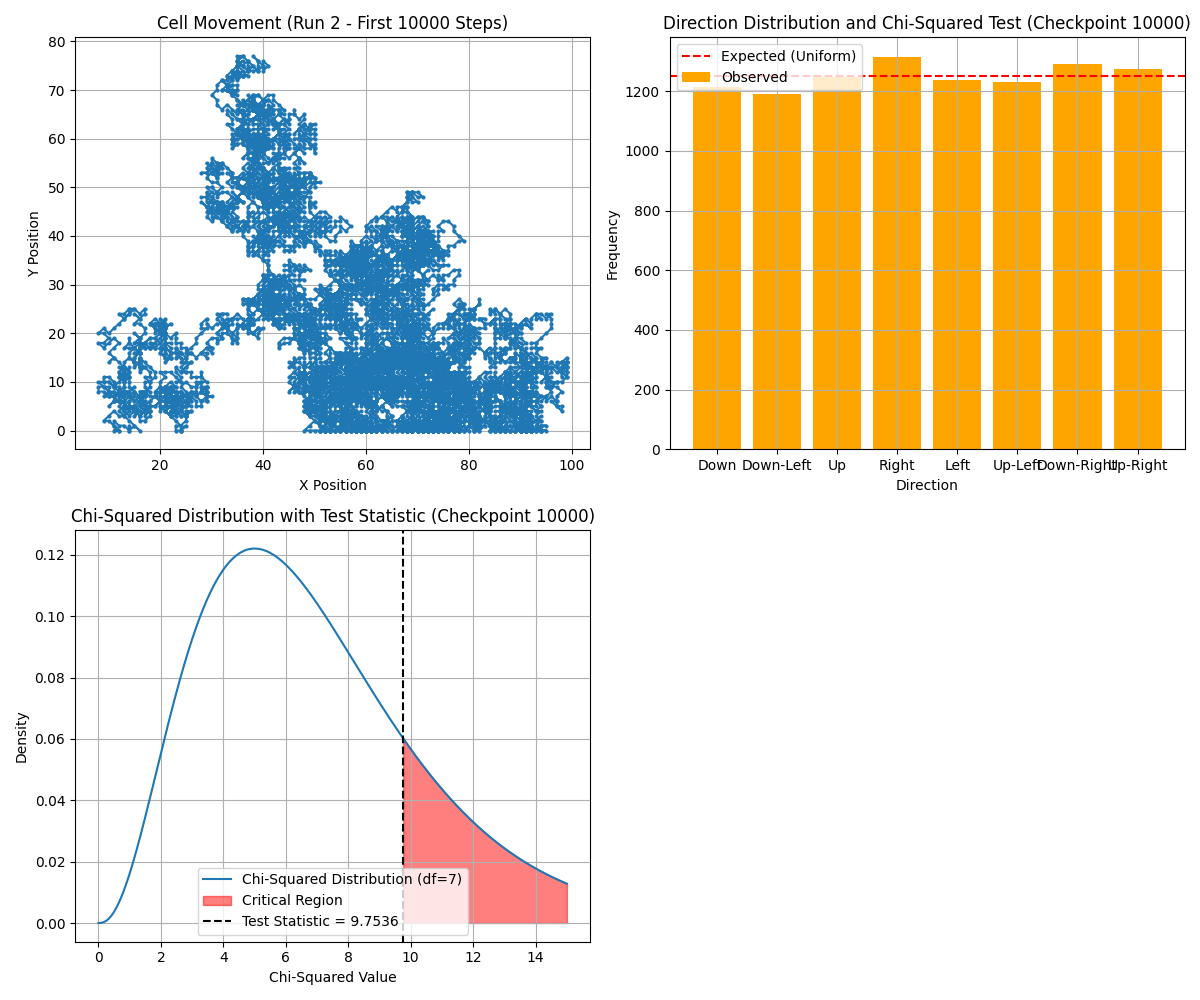 Cell Movement (Run 2 - First 10000 Steps)
80
70
60
50
40
30
20
10
0
Y Position
20 40 60 80 100
X Position
Direction Distribution and Chi-Squared Test (Checkpoint 10000)
Expected (Uniform)
Observed
1200
1000
800
600
400
200
0
Frequency
Down Down-Left Up Right Left Up-Left Down-Right Up-Right
Direction
Chi-Squared Distribution with Test Statistic (Checkpoint 10000)
0.12
0.10
0.08
0.06
0.04
0.02
0.00
Density
Chi-Squared Distribution (df=7)
Critical Region
Test Statistic = 9.7536
0 2 4 6 8 10 12 14
Chi-Squared Value